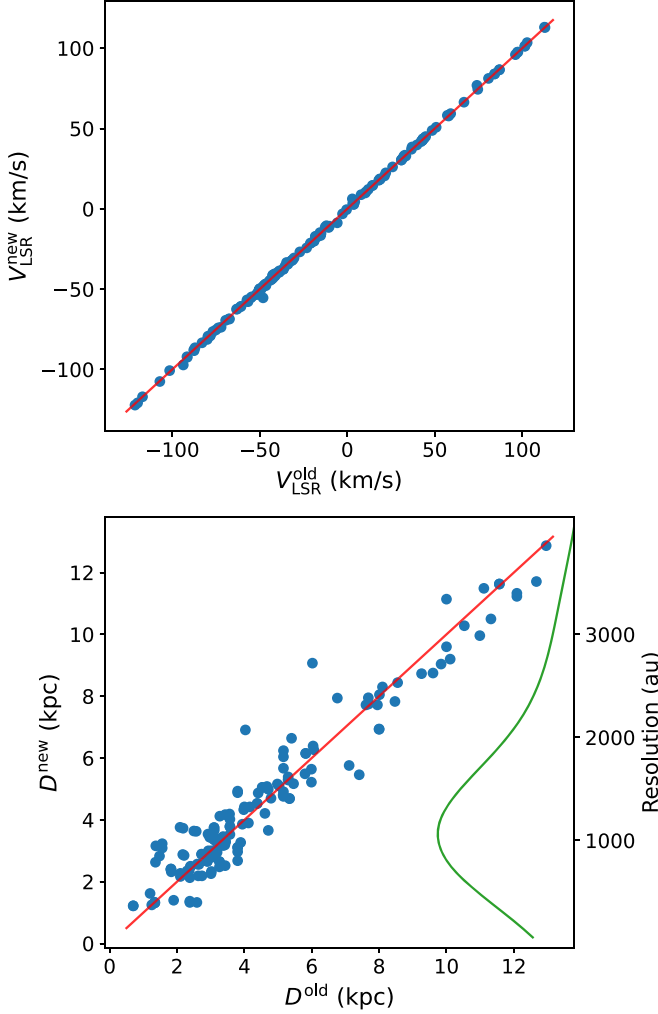 100
50
0
−50
−100
V_LSR^new (km/s)
−100 −50 0 50 100
V_LSR^old (km/s)
12
10
8
6
4
2
0
D^new (kpc)
3000
2000
1000
Resolution (au)
0 2 4 6 8 10 12
D^old (kpc)